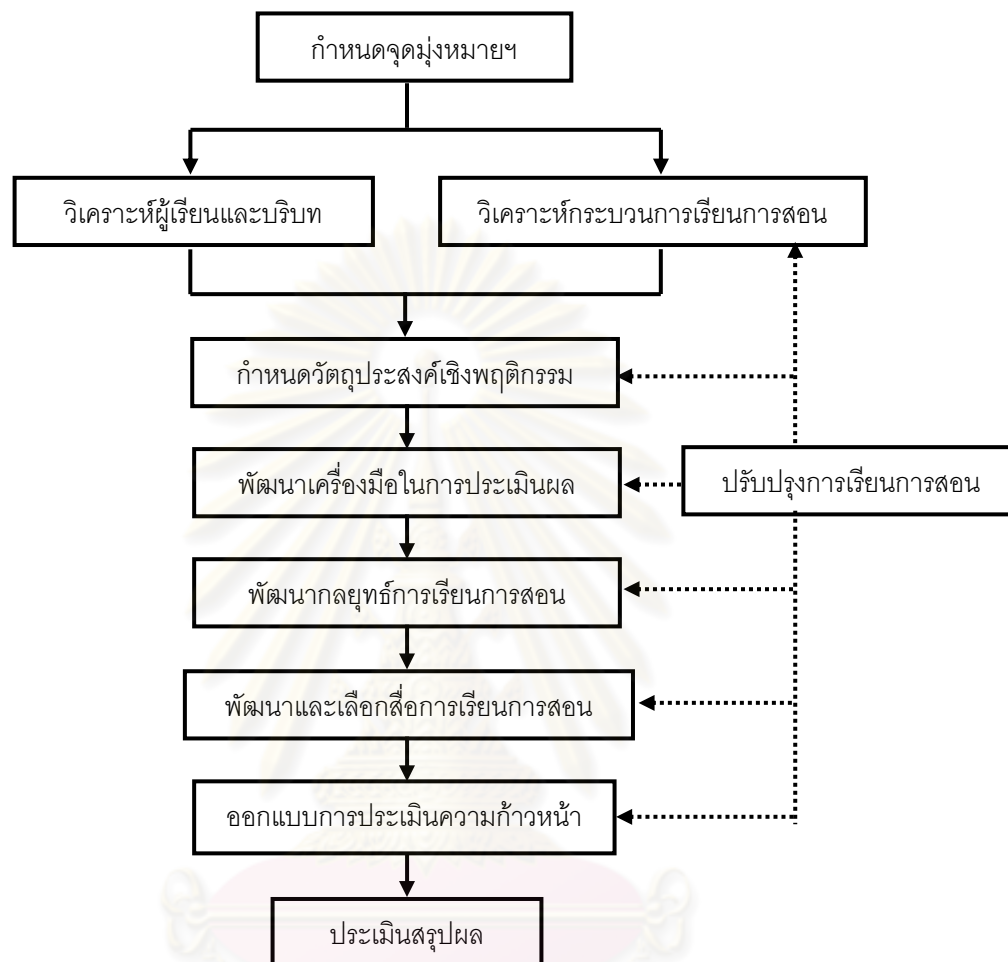 กำหนดจุดมุ่งหมายฯ
วิเคราะห์ผู้เรียนและบริบท
วิเคราะห์กระบวนการเรียนการสอน
กำหนดวัตถุประสงค์เชิงพฤติกรรม
พัฒนาเครื่องมือในการประเมินผล
ปรับปรุงการเรียนการสอน
พัฒนากลยุทธ์การเรียนการสอน
พัฒนาและเลือกสื่อการเรียนการสอน
ออกแบบการประเมินความก้าวหน้า
ประเมินสรุปผล